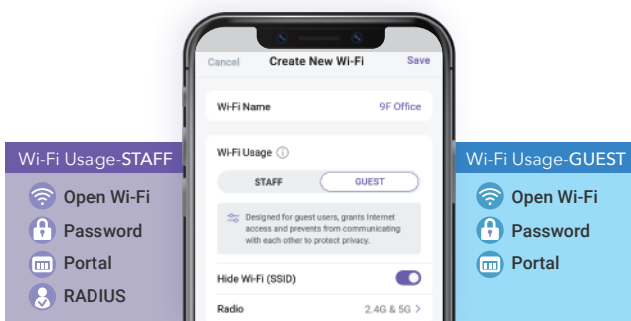 Cancel Create New Wi-Fi Save
Wi-Fi Name 9F Office
Wi-Fi Usage
STAFF GUEST
Designed for guest users, grants Internet
access and prevents from communicating
with each other to protect privacy.
Hide Wi-Fi (SSID)
Radio 2.4G & 5G >
Wi-Fi Usage-STAFF
Open Wi-Fi
Password
Portal
RADIUS
Wi-Fi Usage-GUEST
Open Wi-Fi
Password
Portal